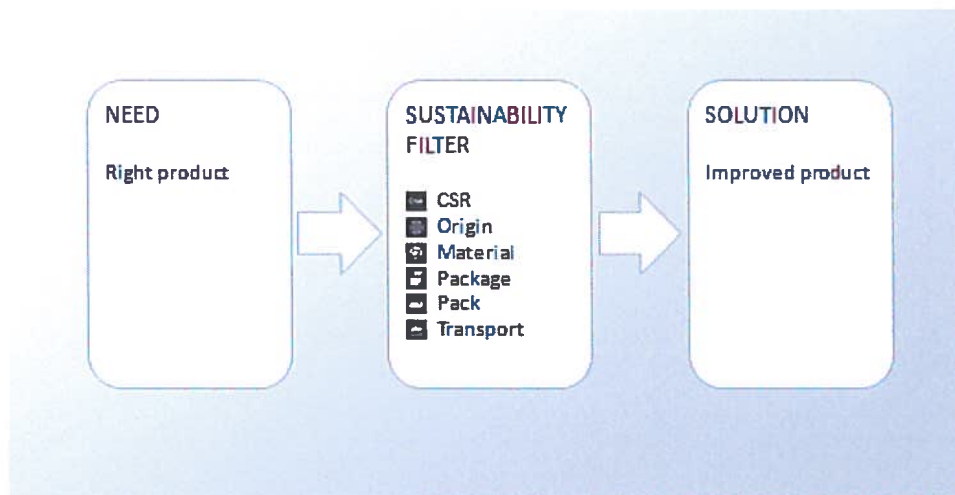 NEED
Right product
SUSTAINABILITY
FILTER
CSR
Origin
Material
Package
Pack
Transport
SOLUTION
Improved product